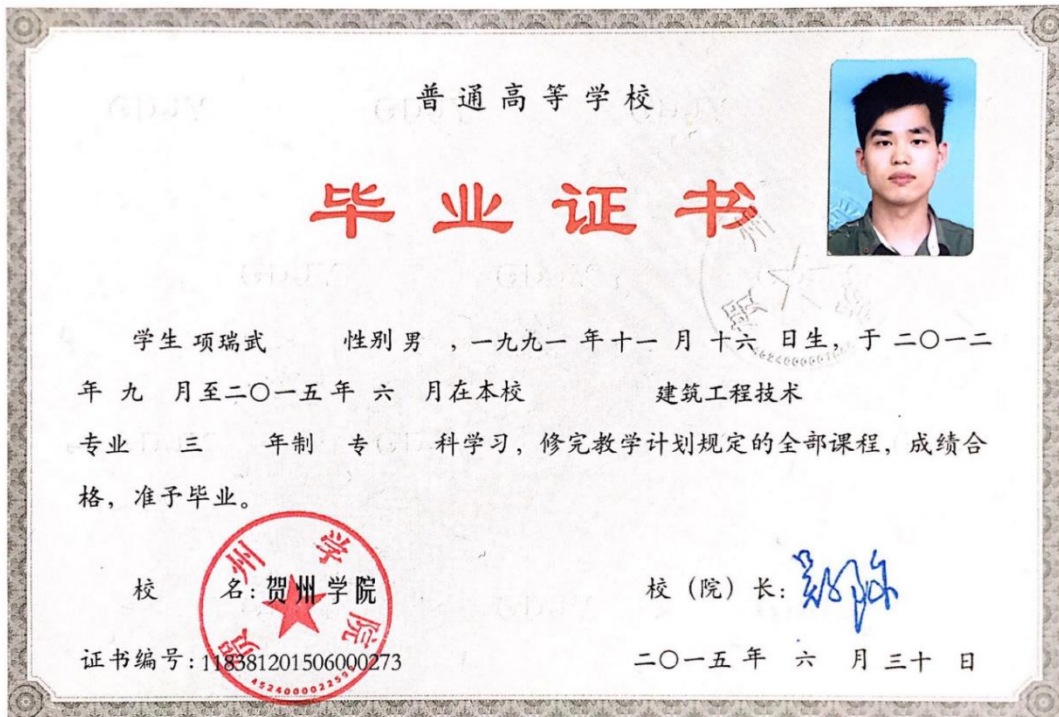 普通高等学校
毕业证书
学生 项瑞武 性别 男 ，一九九一 年 十一 月 十六 日生，于 二〇一二
年 九 月至二〇一五 年 六 月在本校 建筑工程技术
专业 三 年制 专 科学习，修完教学计划规定的全部课程，成绩合
格，准予毕业。
校 名：贺州学院
校（院）长：
贺州学院
证书编号：118381201506000273
二〇一五 年 六 月 三十 日